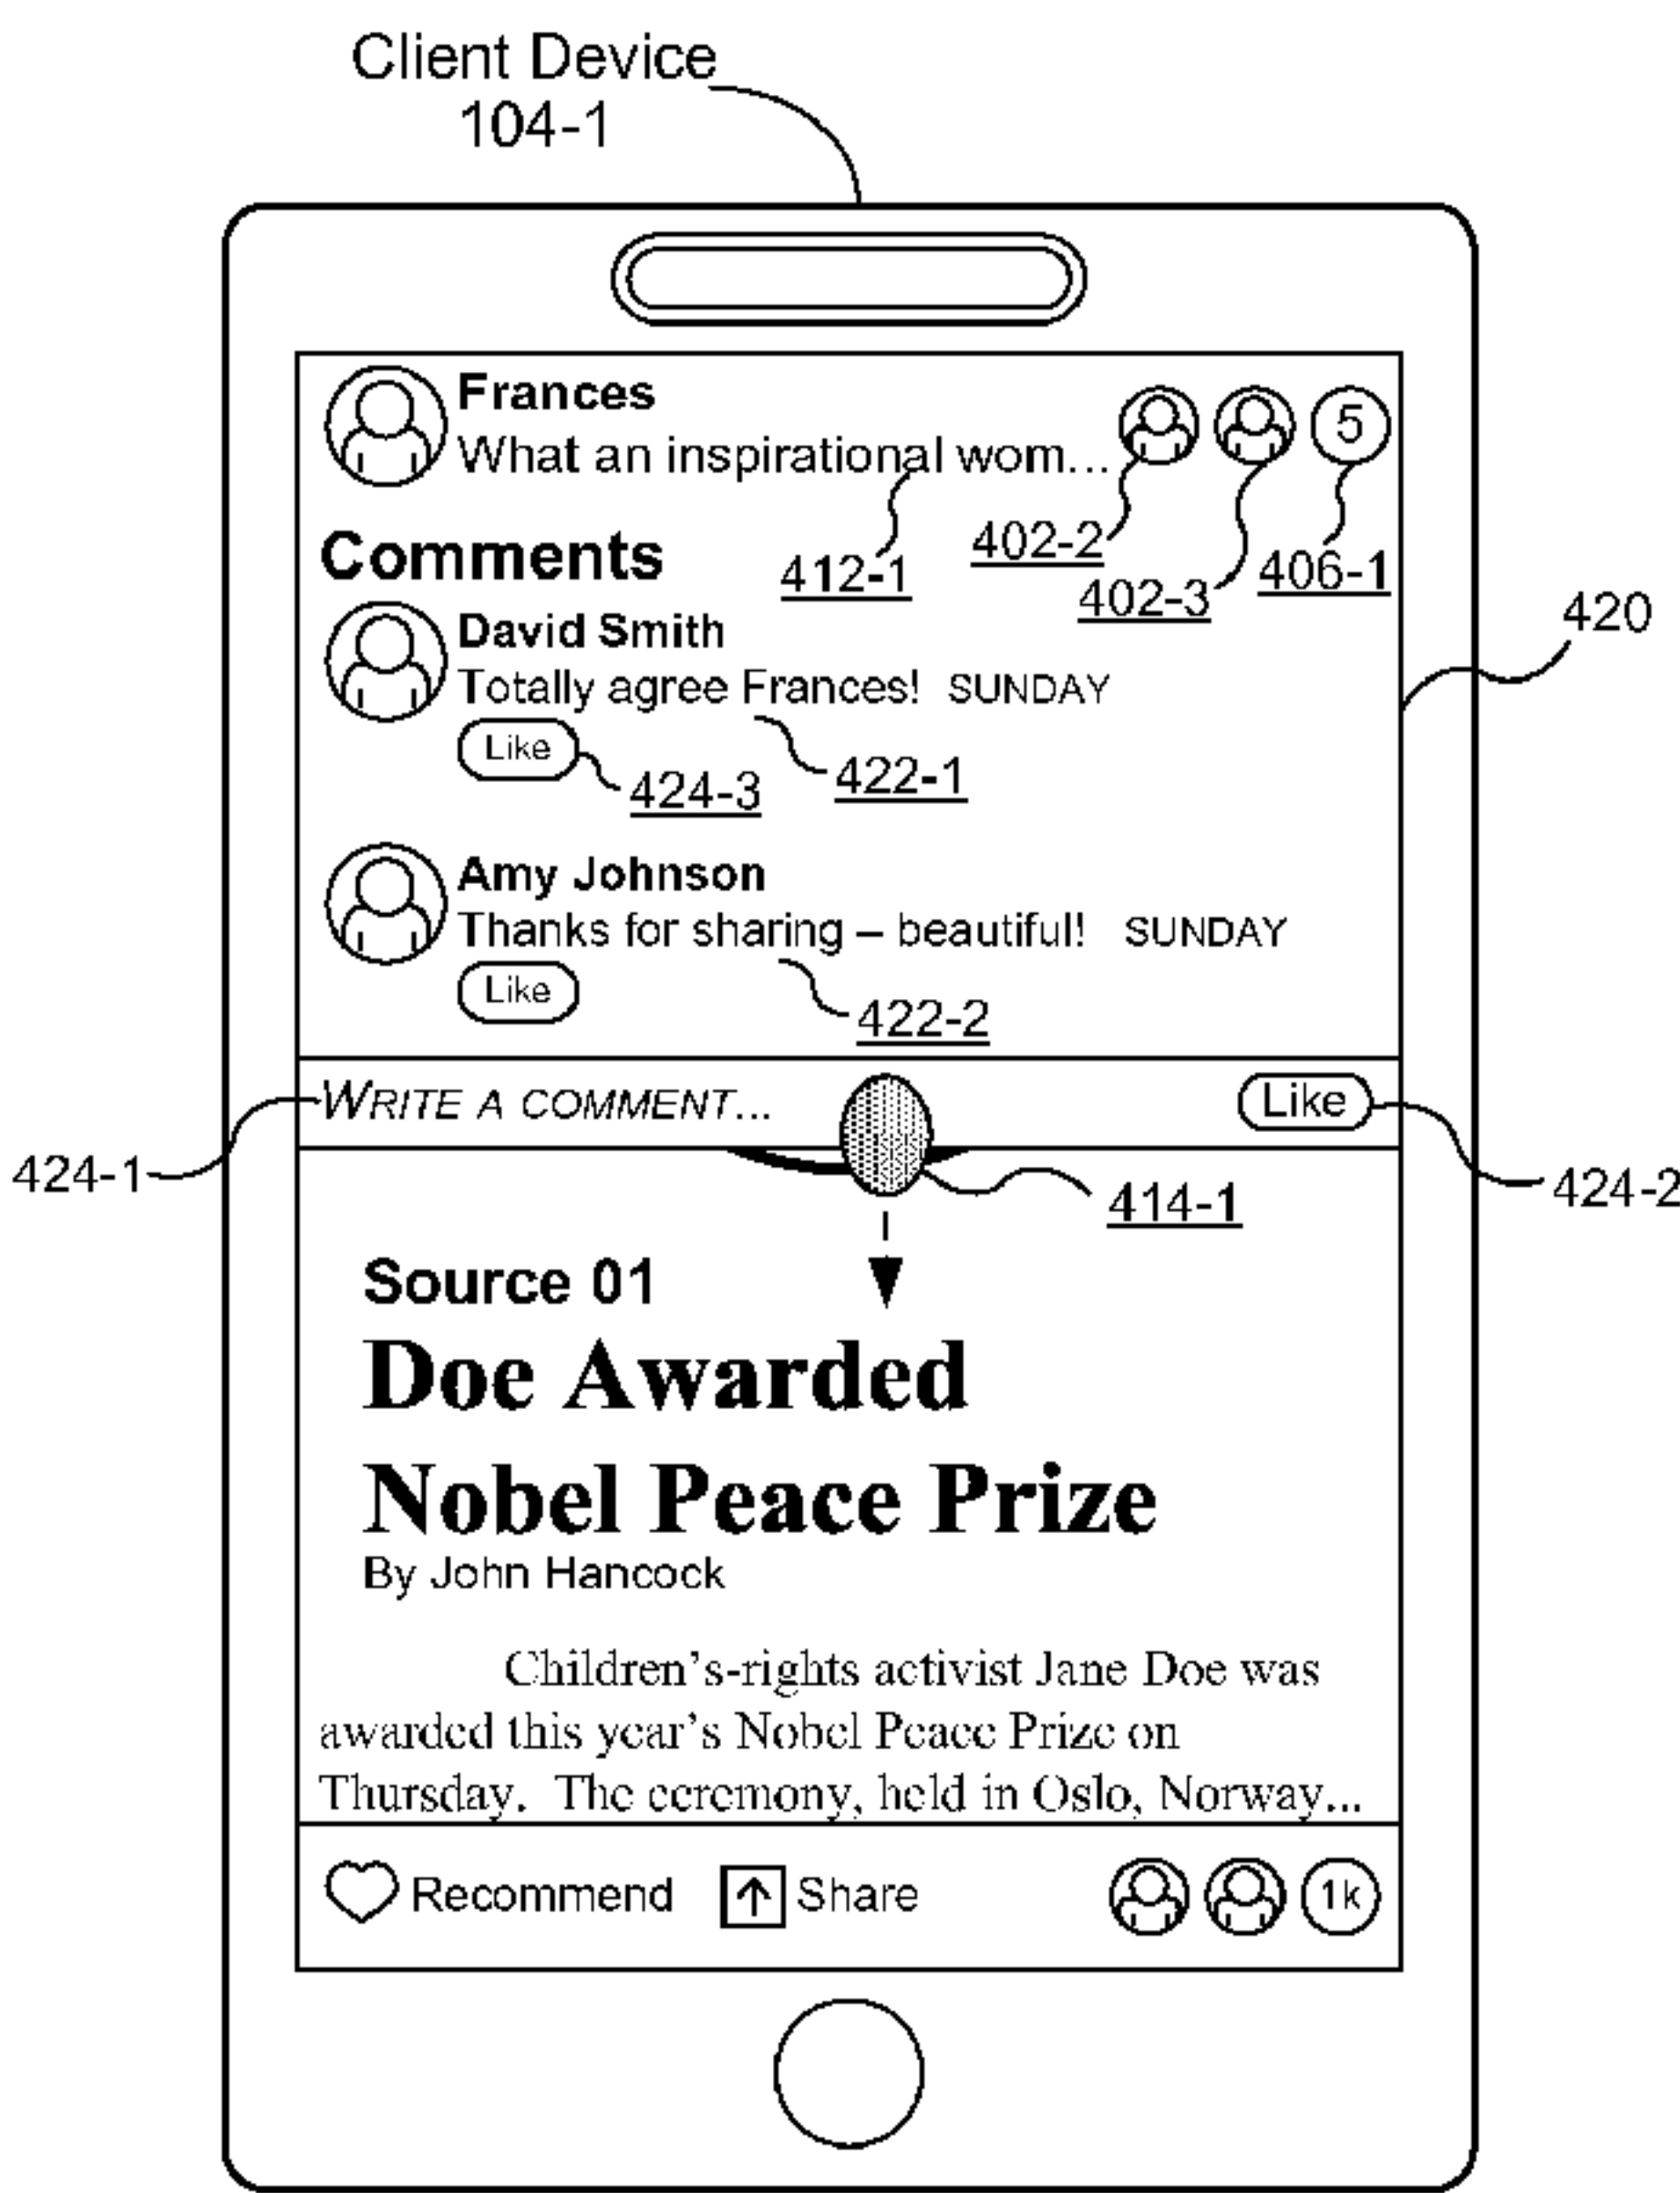 Client Device
104-1
Frances
What an inspirational wom...
5
402-2
412-1
402-3
406-1
420
Comments
David Smith
Totally agree Frances! SUNDAY
Like
424-3
422-1
Amy Johnson
Thanks for sharing – beautiful! SUNDAY
Like
422-2
WRITE A COMMENT...
Like
424-1
414-1
424-2
Source 01
Doe Awarded
Nobel Peace Prize
By John Hancock
Children's-rights activist Jane Doe was
awarded this year's Nobel Peace Prize on
Thursday. The ceremony, held in Oslo, Norway...
Recommend
Share
1k